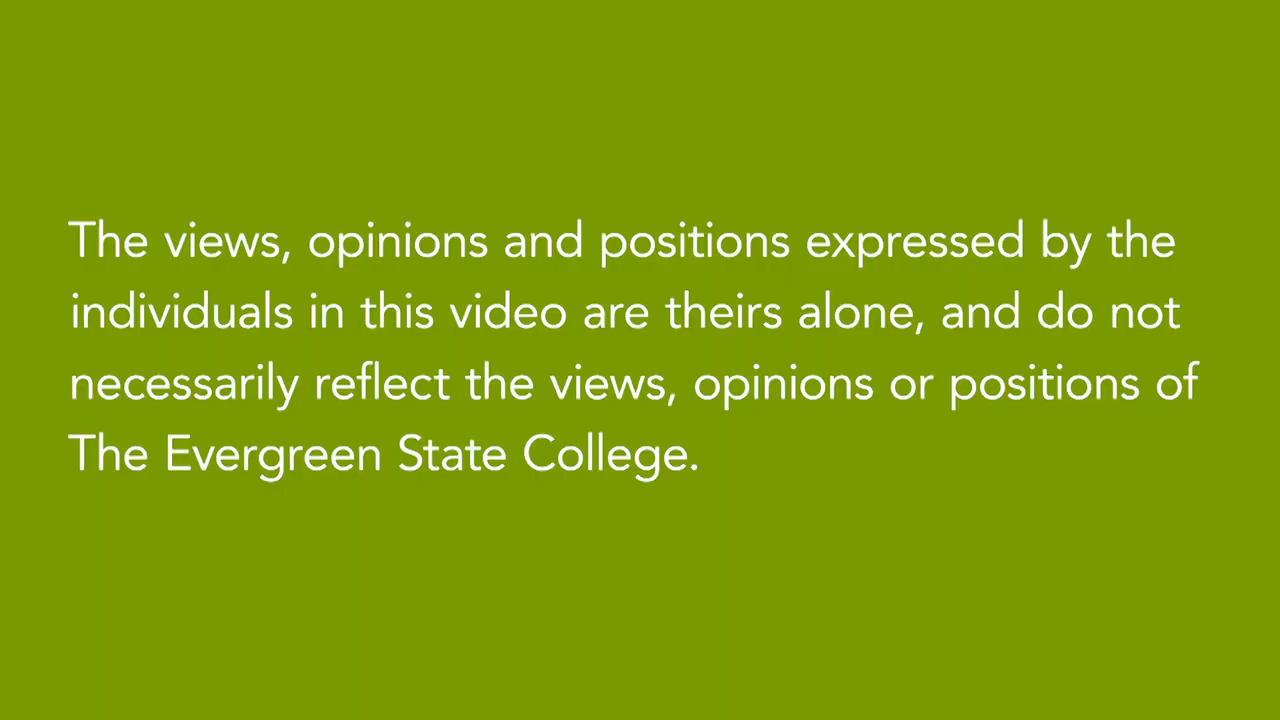 The views, opinions and positions expressed by the
individuals in this video are theirs alone, and do not
necessarily reflect the views, opinions or positions of
The Evergreen State College.